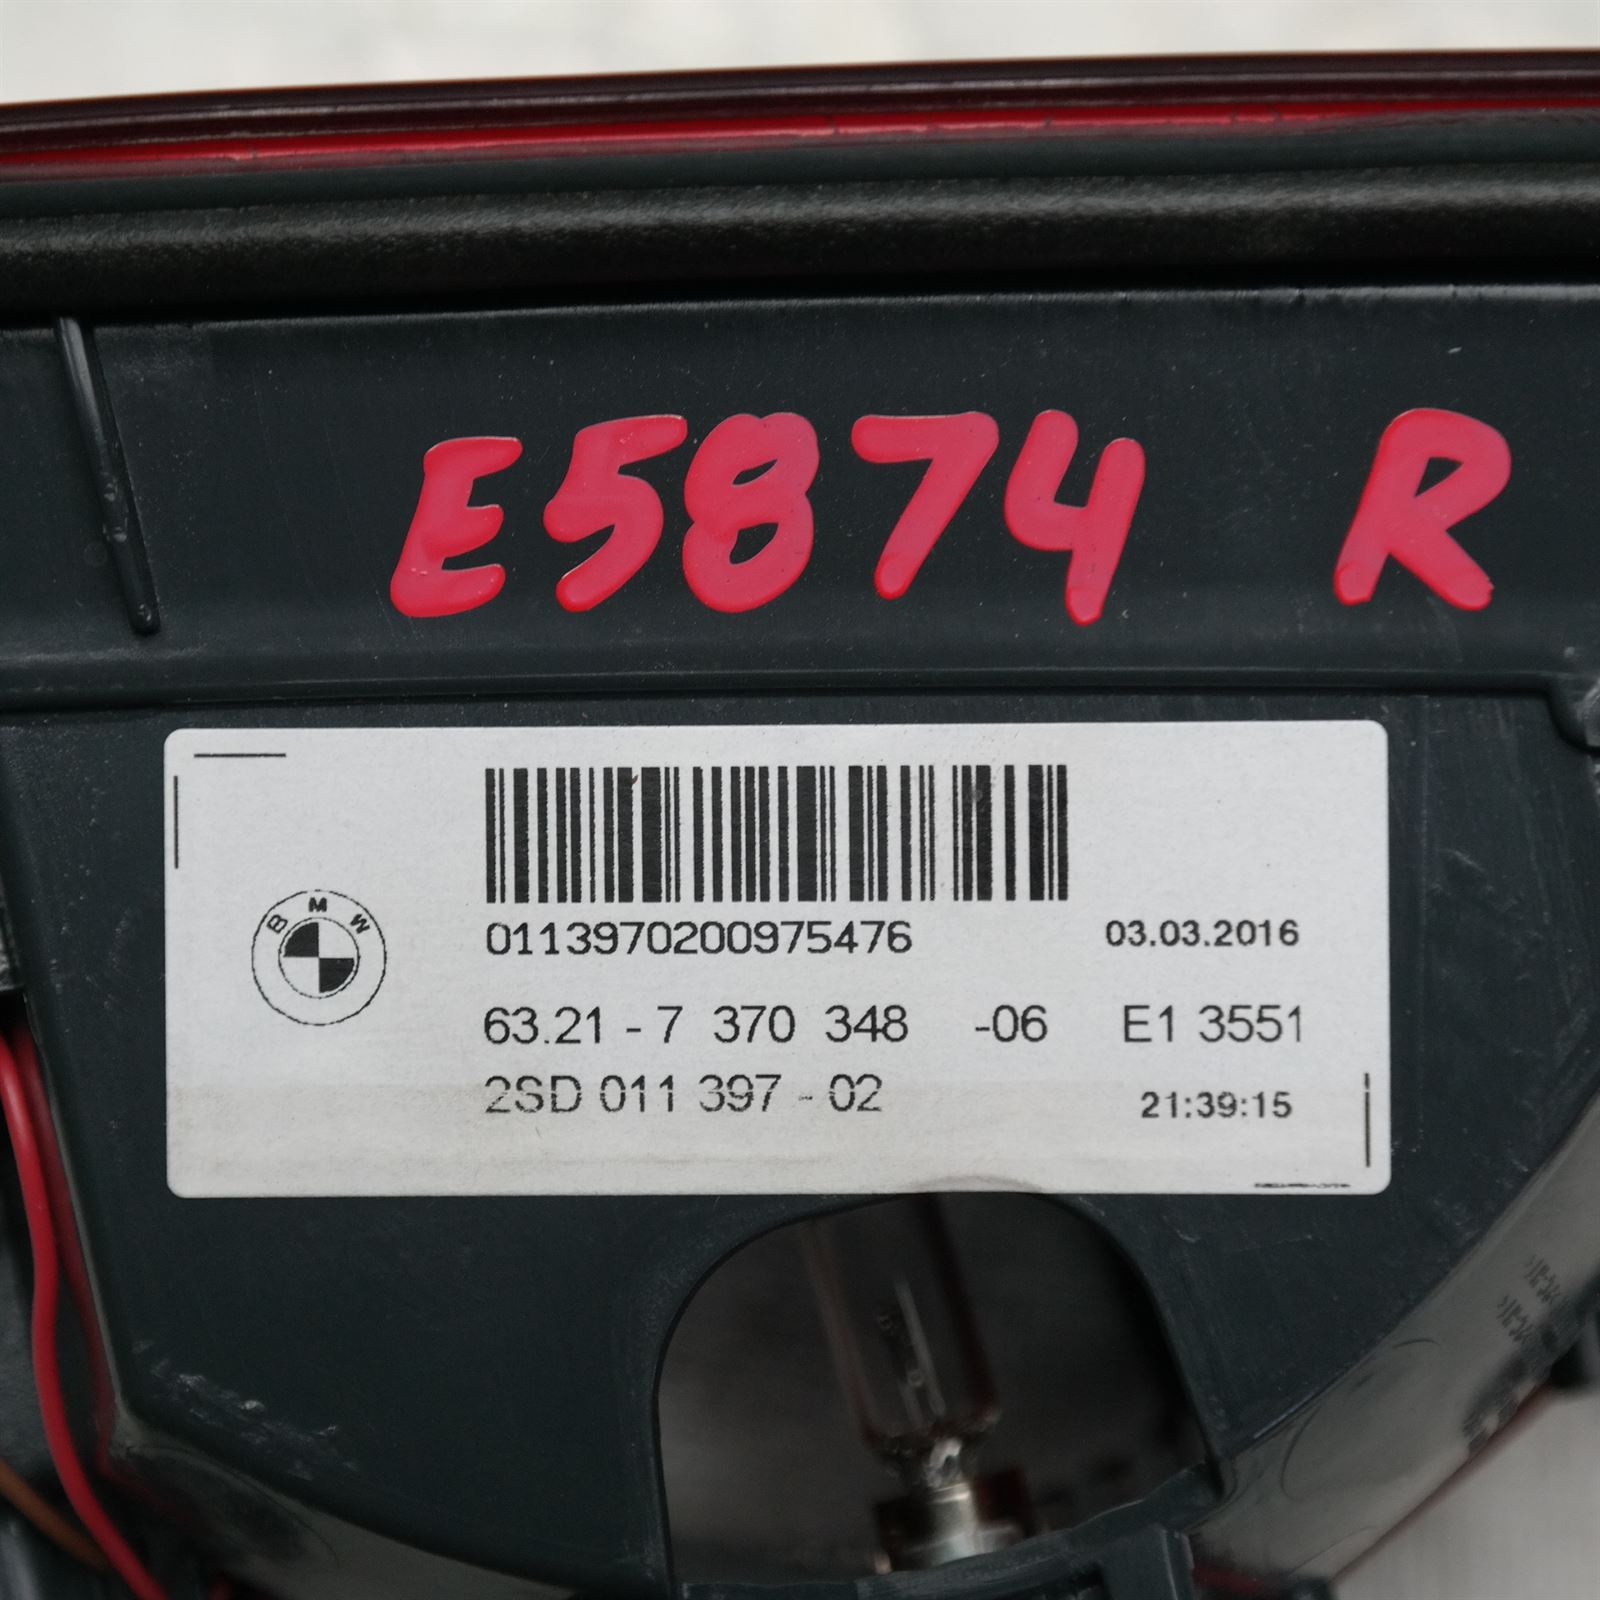 E5874 R
BMW
0113970200975476 03.03.2016
63.21 - 7 370 348 -06 E1 3551
2SD 011 397 - 02 21:39:15